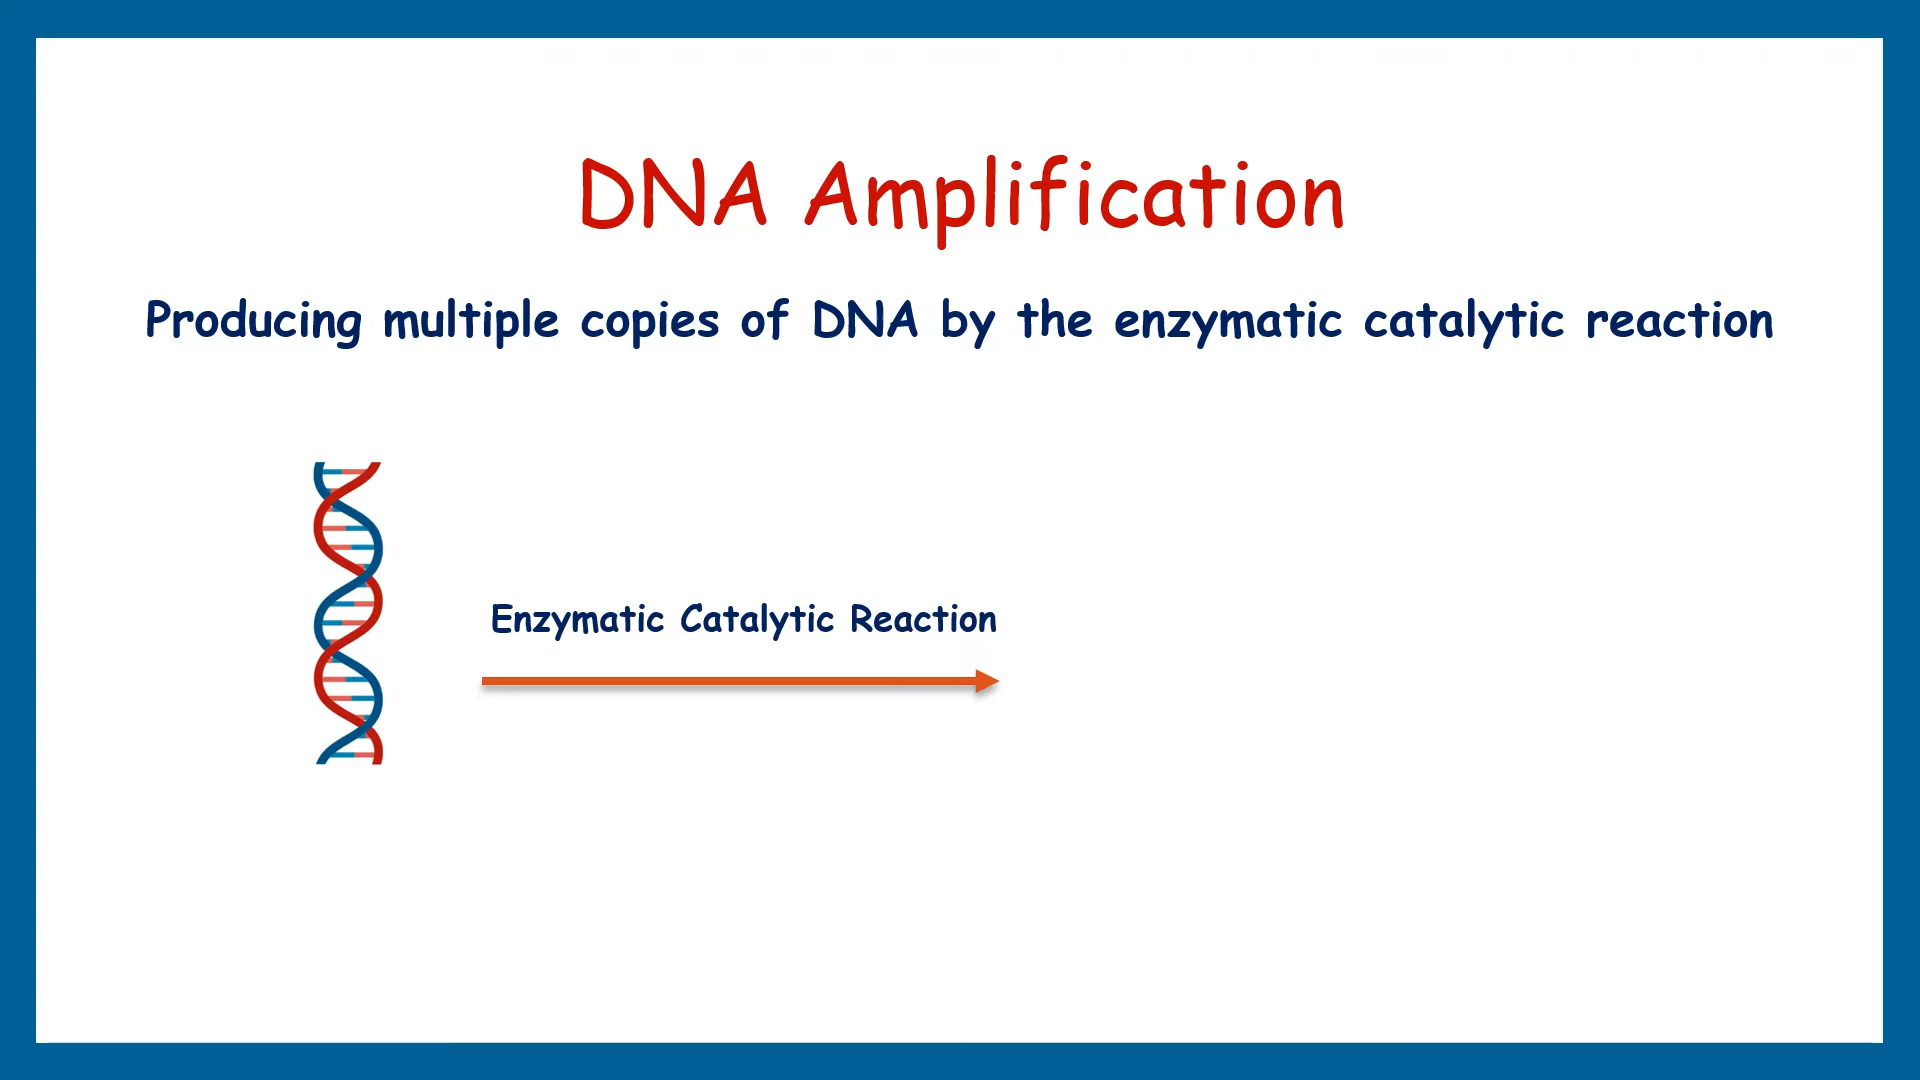 DNA Amplification
Producing multiple copies of DNA by the enzymatic catalytic reaction
Enzymatic Catalytic Reaction